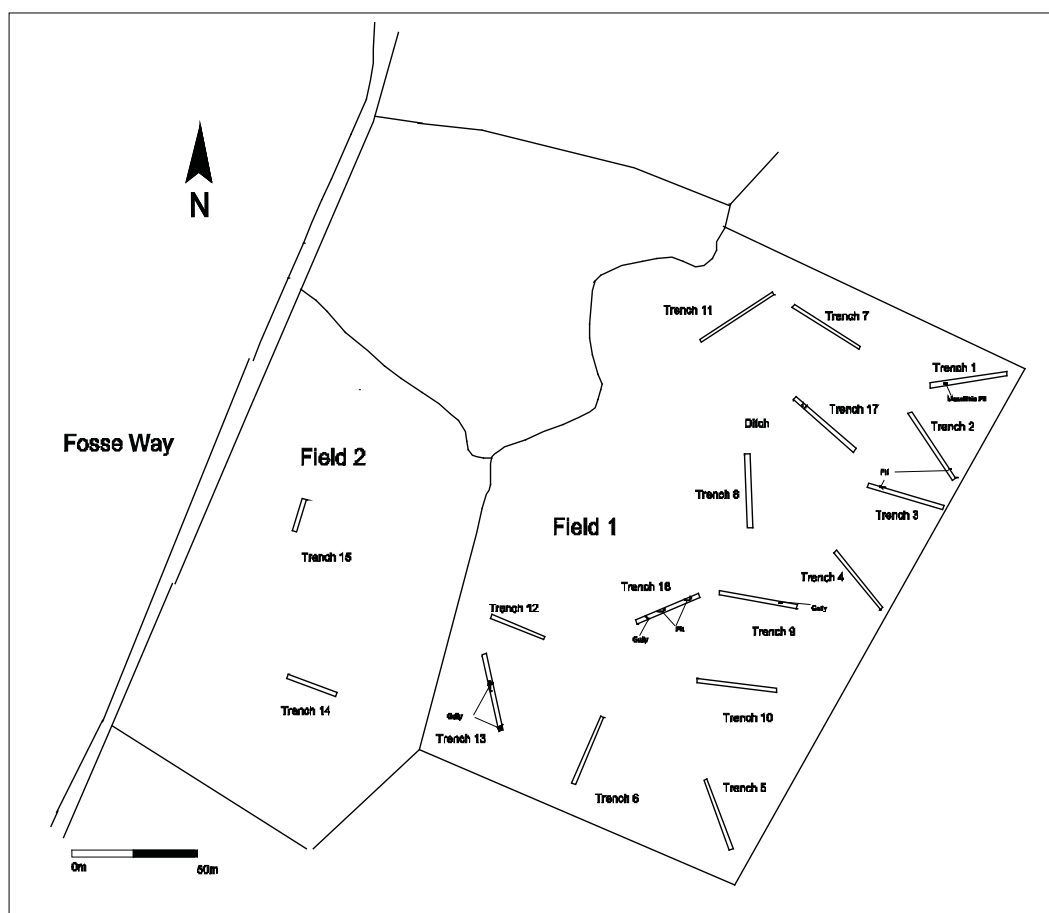 N
Trench 11
Trench 7
Trench 1
Pit
Trench 17
Trench 2
Ditch
Fosse Way
Field 2
Pit
Trench 8
Trench 3
Field 1
Trench 15
Trench 4
Trench 16
Trench 12
Gully
Pit
Gully
Trench 9
Trench 14
Gully
Trench 13
Trench 10
Trench 5
Trench 6
0m
50m